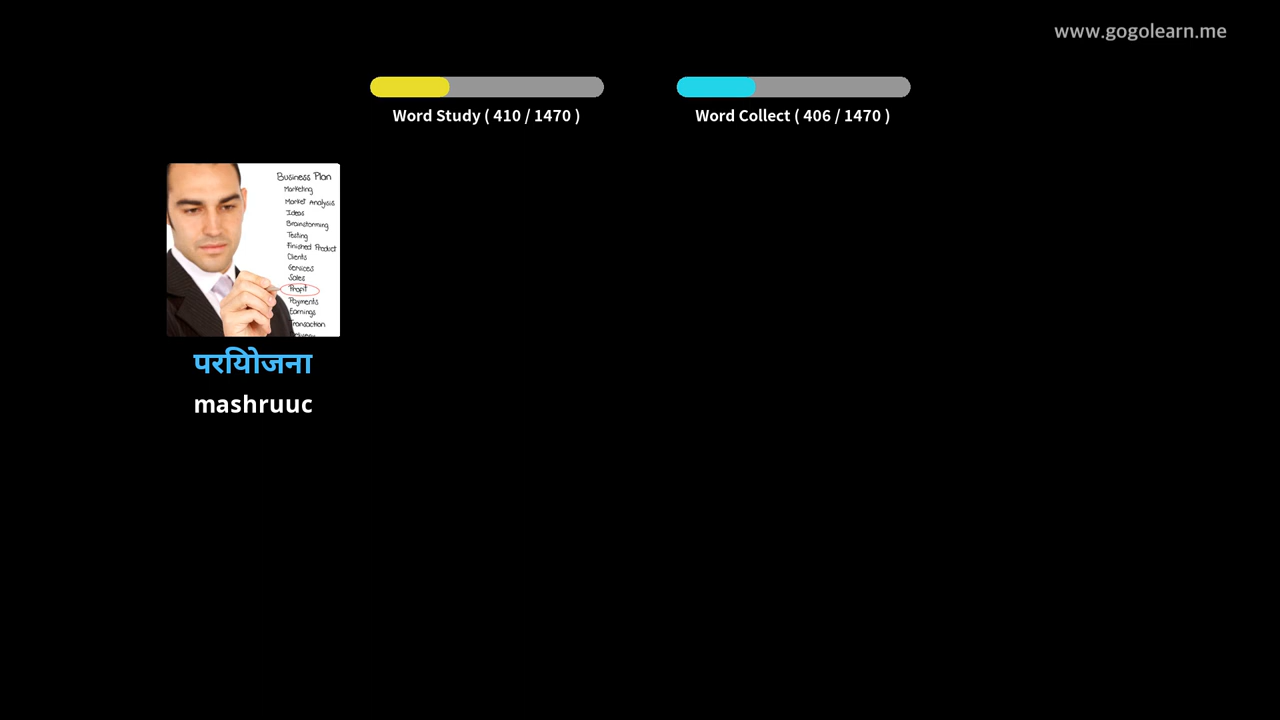 www.gogolearn.me
Word Study ( 410 / 1470 )
Word Collect ( 406 / 1470 )
Business Plan
Marketing
Market Analysis
Ideas
Brainstorming
Testing
Finished Product
Clients
Services
Sales
Profit
Payments
Earnings
Transaction
Delivery
परियोजना
mashruuc